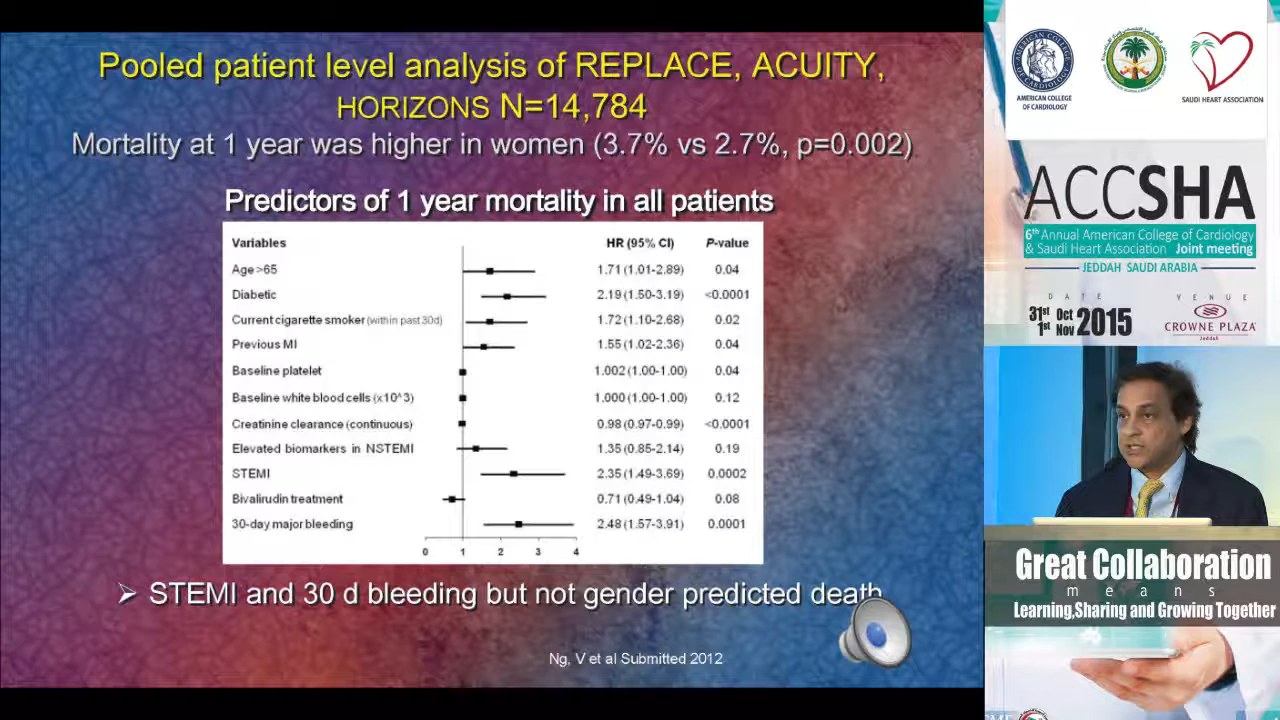 Pooled patient level analysis of REPLACE, ACUITY,
HORIZONS N=14,784
Mortality at 1 year was higher in women (3.7% vs 2.7%, p=0.002)
Predictors of 1 year mortality in all patients
Variables HR (95% CI) P-value
Age >65 1.71 (1.01-2.89) 0.04
Diabetic 2.19 (1.50-3.19) <0.0001
Current cigarette smoker (within past 30d) 1.72 (1.10-2.68) 0.02
Previous MI 1.55 (1.02-2.36) 0.04
Baseline platelet 1.002 (1.00-1.00) 0.04
Baseline white blood cells (x10^3) 1.000 (1.00-1.00) 0.12
Creatinine clearance (continuous) 0.98 (0.97-0.99) <0.0001
Elevated biomarkers in NSTEMI 1.35 (0.85-2.14) 0.19
STEMI 2.35 (1.49-3.69) 0.0002
Bivalirudin treatment 0.71 (0.49-1.04) 0.08
30-day major bleeding 2.48 (1.57-3.91) 0.0001
0 1 2 3 4
➢ STEMI and 30 d bleeding but not gender predicted death
Ng, V et al Submitted 2012
AMERICAN COLLEGE
OF CARDIOLOGY
SAUDI HEART ASSOCIATION
ACCSHA
6th Annual American College of Cardiology
& Saudi Heart Association Joint meeting
JEDDAH SAUDI ARABIA
DATE
31st Oct
1st Nov 2015
VENUE
CROWNE PLAZA
Jeddah
Great Collaboration
means
Learning,Sharing and Growing Together